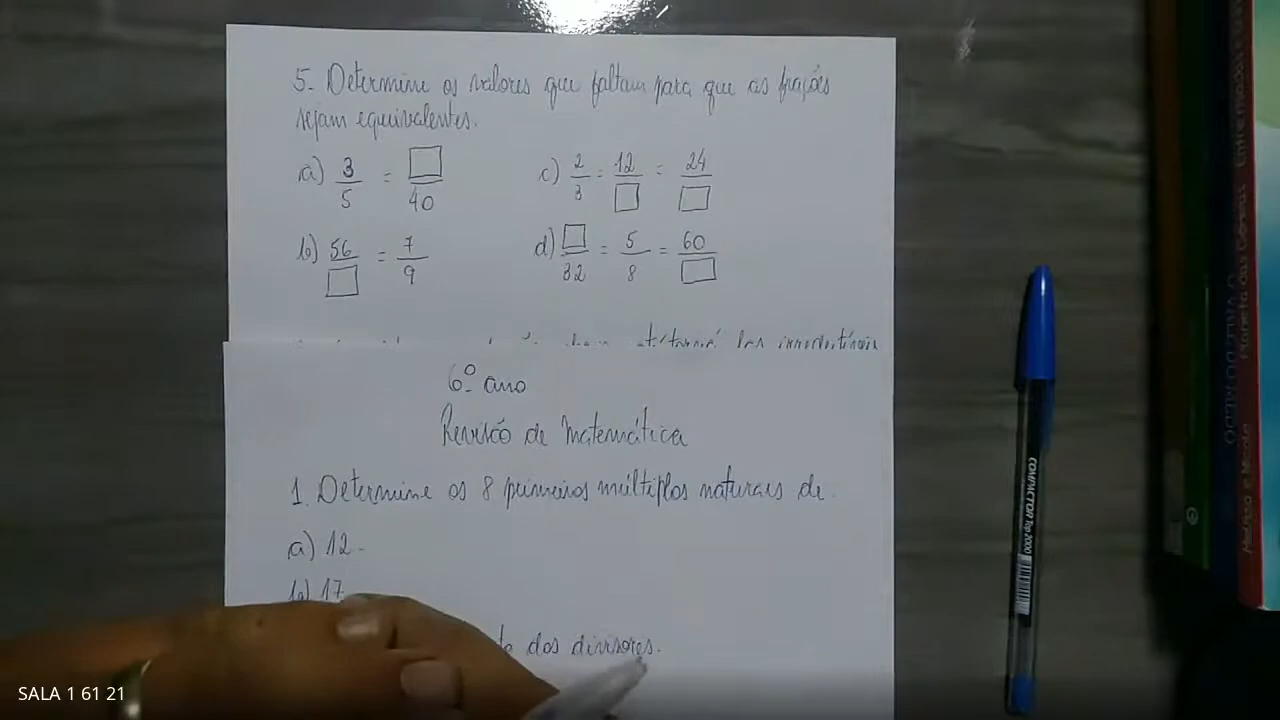 5. Determine os valores que faltam para que as frações
sejam equivalentes.
a) 3/5 = □/40
c) 2/3 = 12/□ = 24/□
b) 56/□ = 7/9
d) □/32 = 5/8 = 60/□
6º ano
Revisão de Matemática
1. Determine os 8 primeiros múltiplos naturais de
a) 12.
b) 17
dos divisores.
COMPACTOR Top 2000
SALA 1 61 21